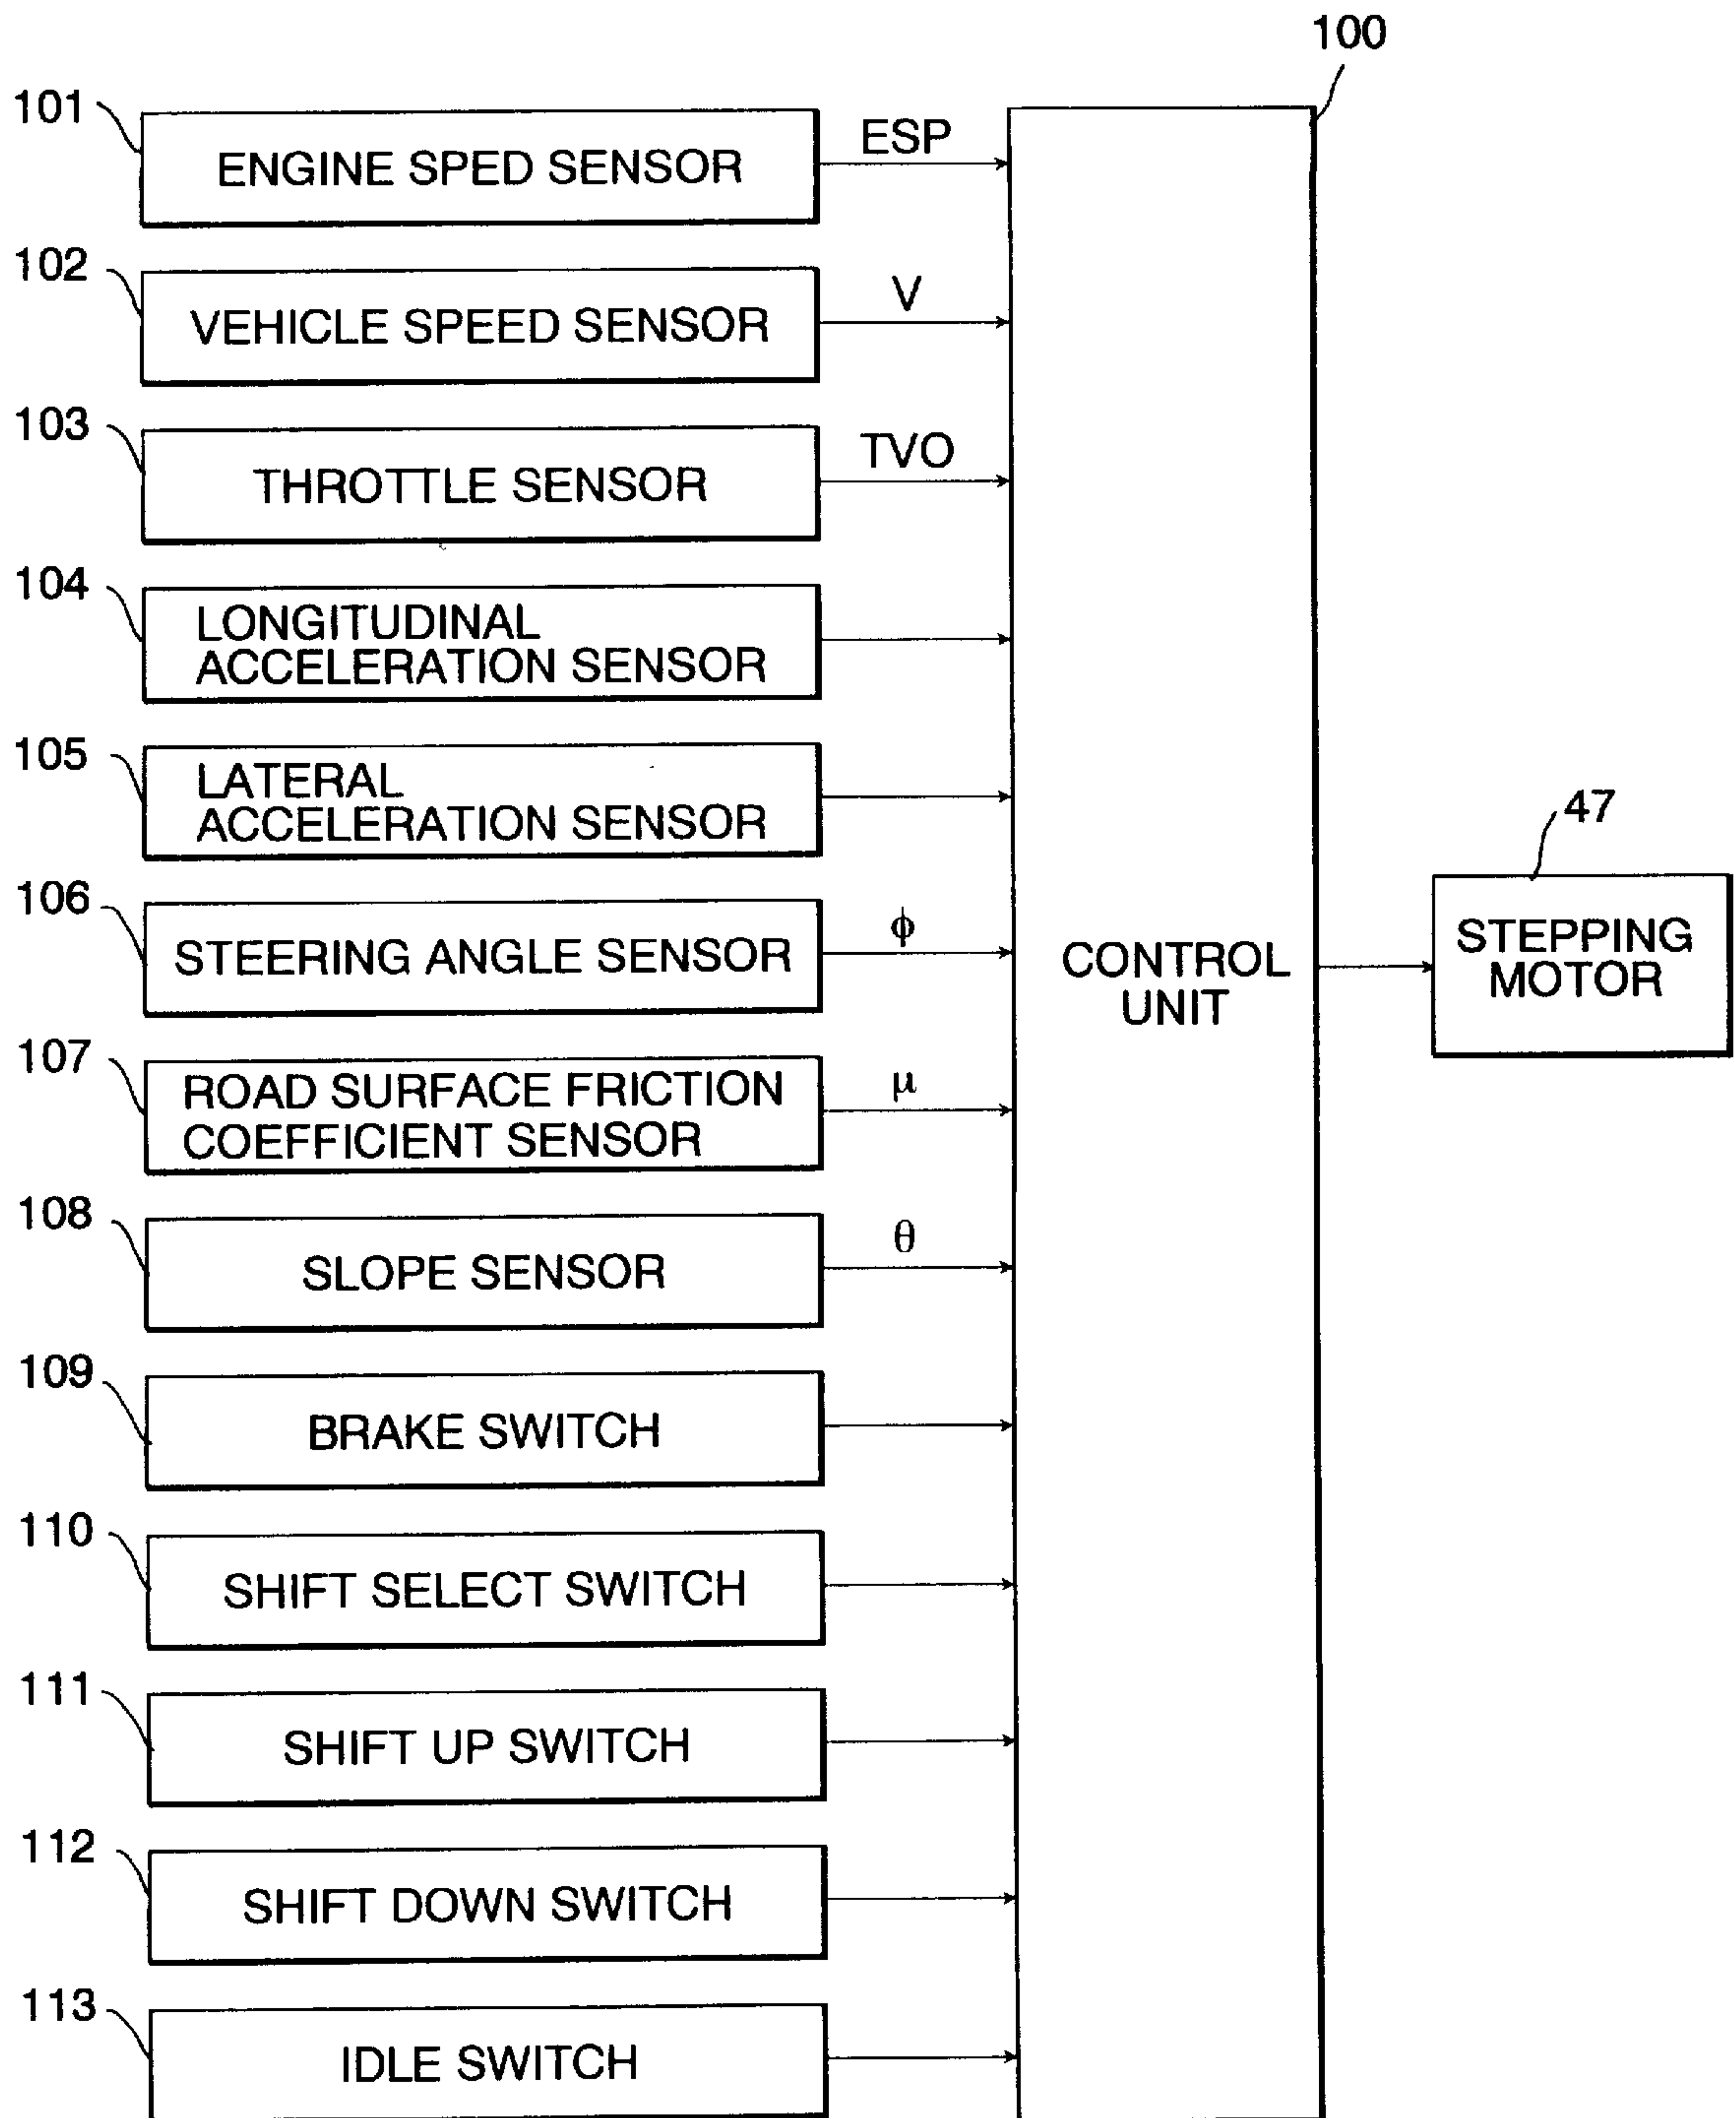 100
101
ENGINE SPED SENSOR
ESP
102
VEHICLE SPEED SENSOR
V
103
THROTTLE SENSOR
TVO
104
LONGITUDINAL
ACCELERATION SENSOR
105
LATERAL
ACCELERATION SENSOR
47
106
STEERING ANGLE SENSOR
ϕ
CONTROL
UNIT
STEPPING
MOTOR
107
ROAD SURFACE FRICTION
COEFFICIENT SENSOR
μ
108
SLOPE SENSOR
θ
109
BRAKE SWITCH
110
SHIFT SELECT SWITCH
111
SHIFT UP SWITCH
112
SHIFT DOWN SWITCH
113
IDLE SWITCH